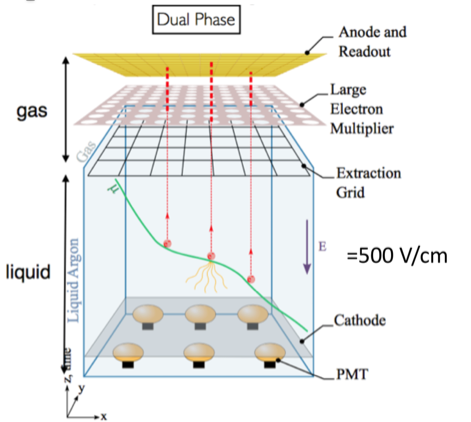 Dual Phase
Anode and
Readout
gas
Large
Electron
Multiplier
Gas
Extraction
Grid
μ
E
=500 V/cm
liquid
Liquid Argon
Cathode
PMT
z, time
y
x